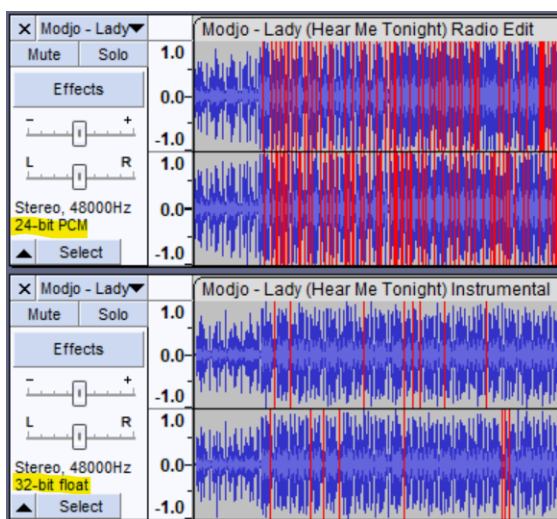 × Modjo - Lady▼ Modjo - Lady (Hear Me Tonight) Radio Edit
Mute Solo 1.0
Effects
- + 0.0-
L R -1.0
1.0
Stereo, 48000Hz 0.0-
24-bit PCM
▲ Select -1.0
× Modjo - Lady▼ Modjo - Lady (Hear Me Tonight) Instrumental
Mute Solo 1.0
Effects 0.0-
- +
-1.0
L R 1.0
Stereo, 48000Hz 0.0-
32-bit float
▲ Select -1.0